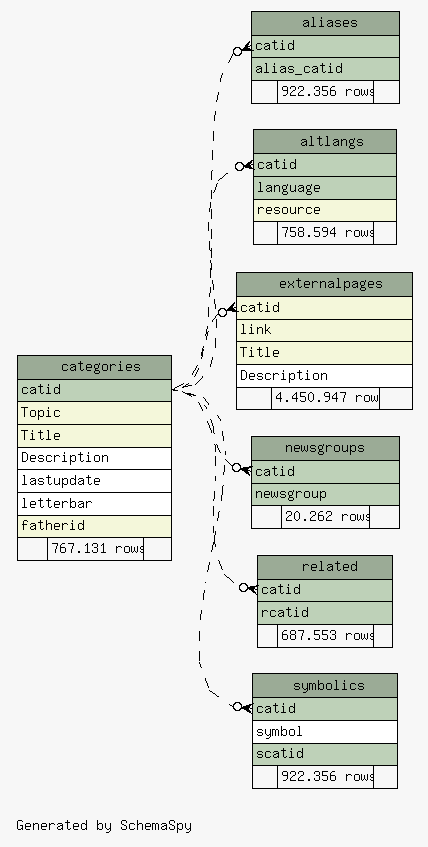 aliases
catid
alias_catid
922.356 rows
altlangs
catid
language
resource
758.594 rows
externalpages
catid
link
Title
Description
4.450.947 row
categories
catid
Topic
Title
Description
lastupdate
letterbar
fatherid
767.131 rows
newsgroups
catid
newsgroup
20.262 rows
related
catid
rcatid
687.553 rows
symbolics
catid
symbol
scatid
922.356 rows
Generated by SchemaSpy